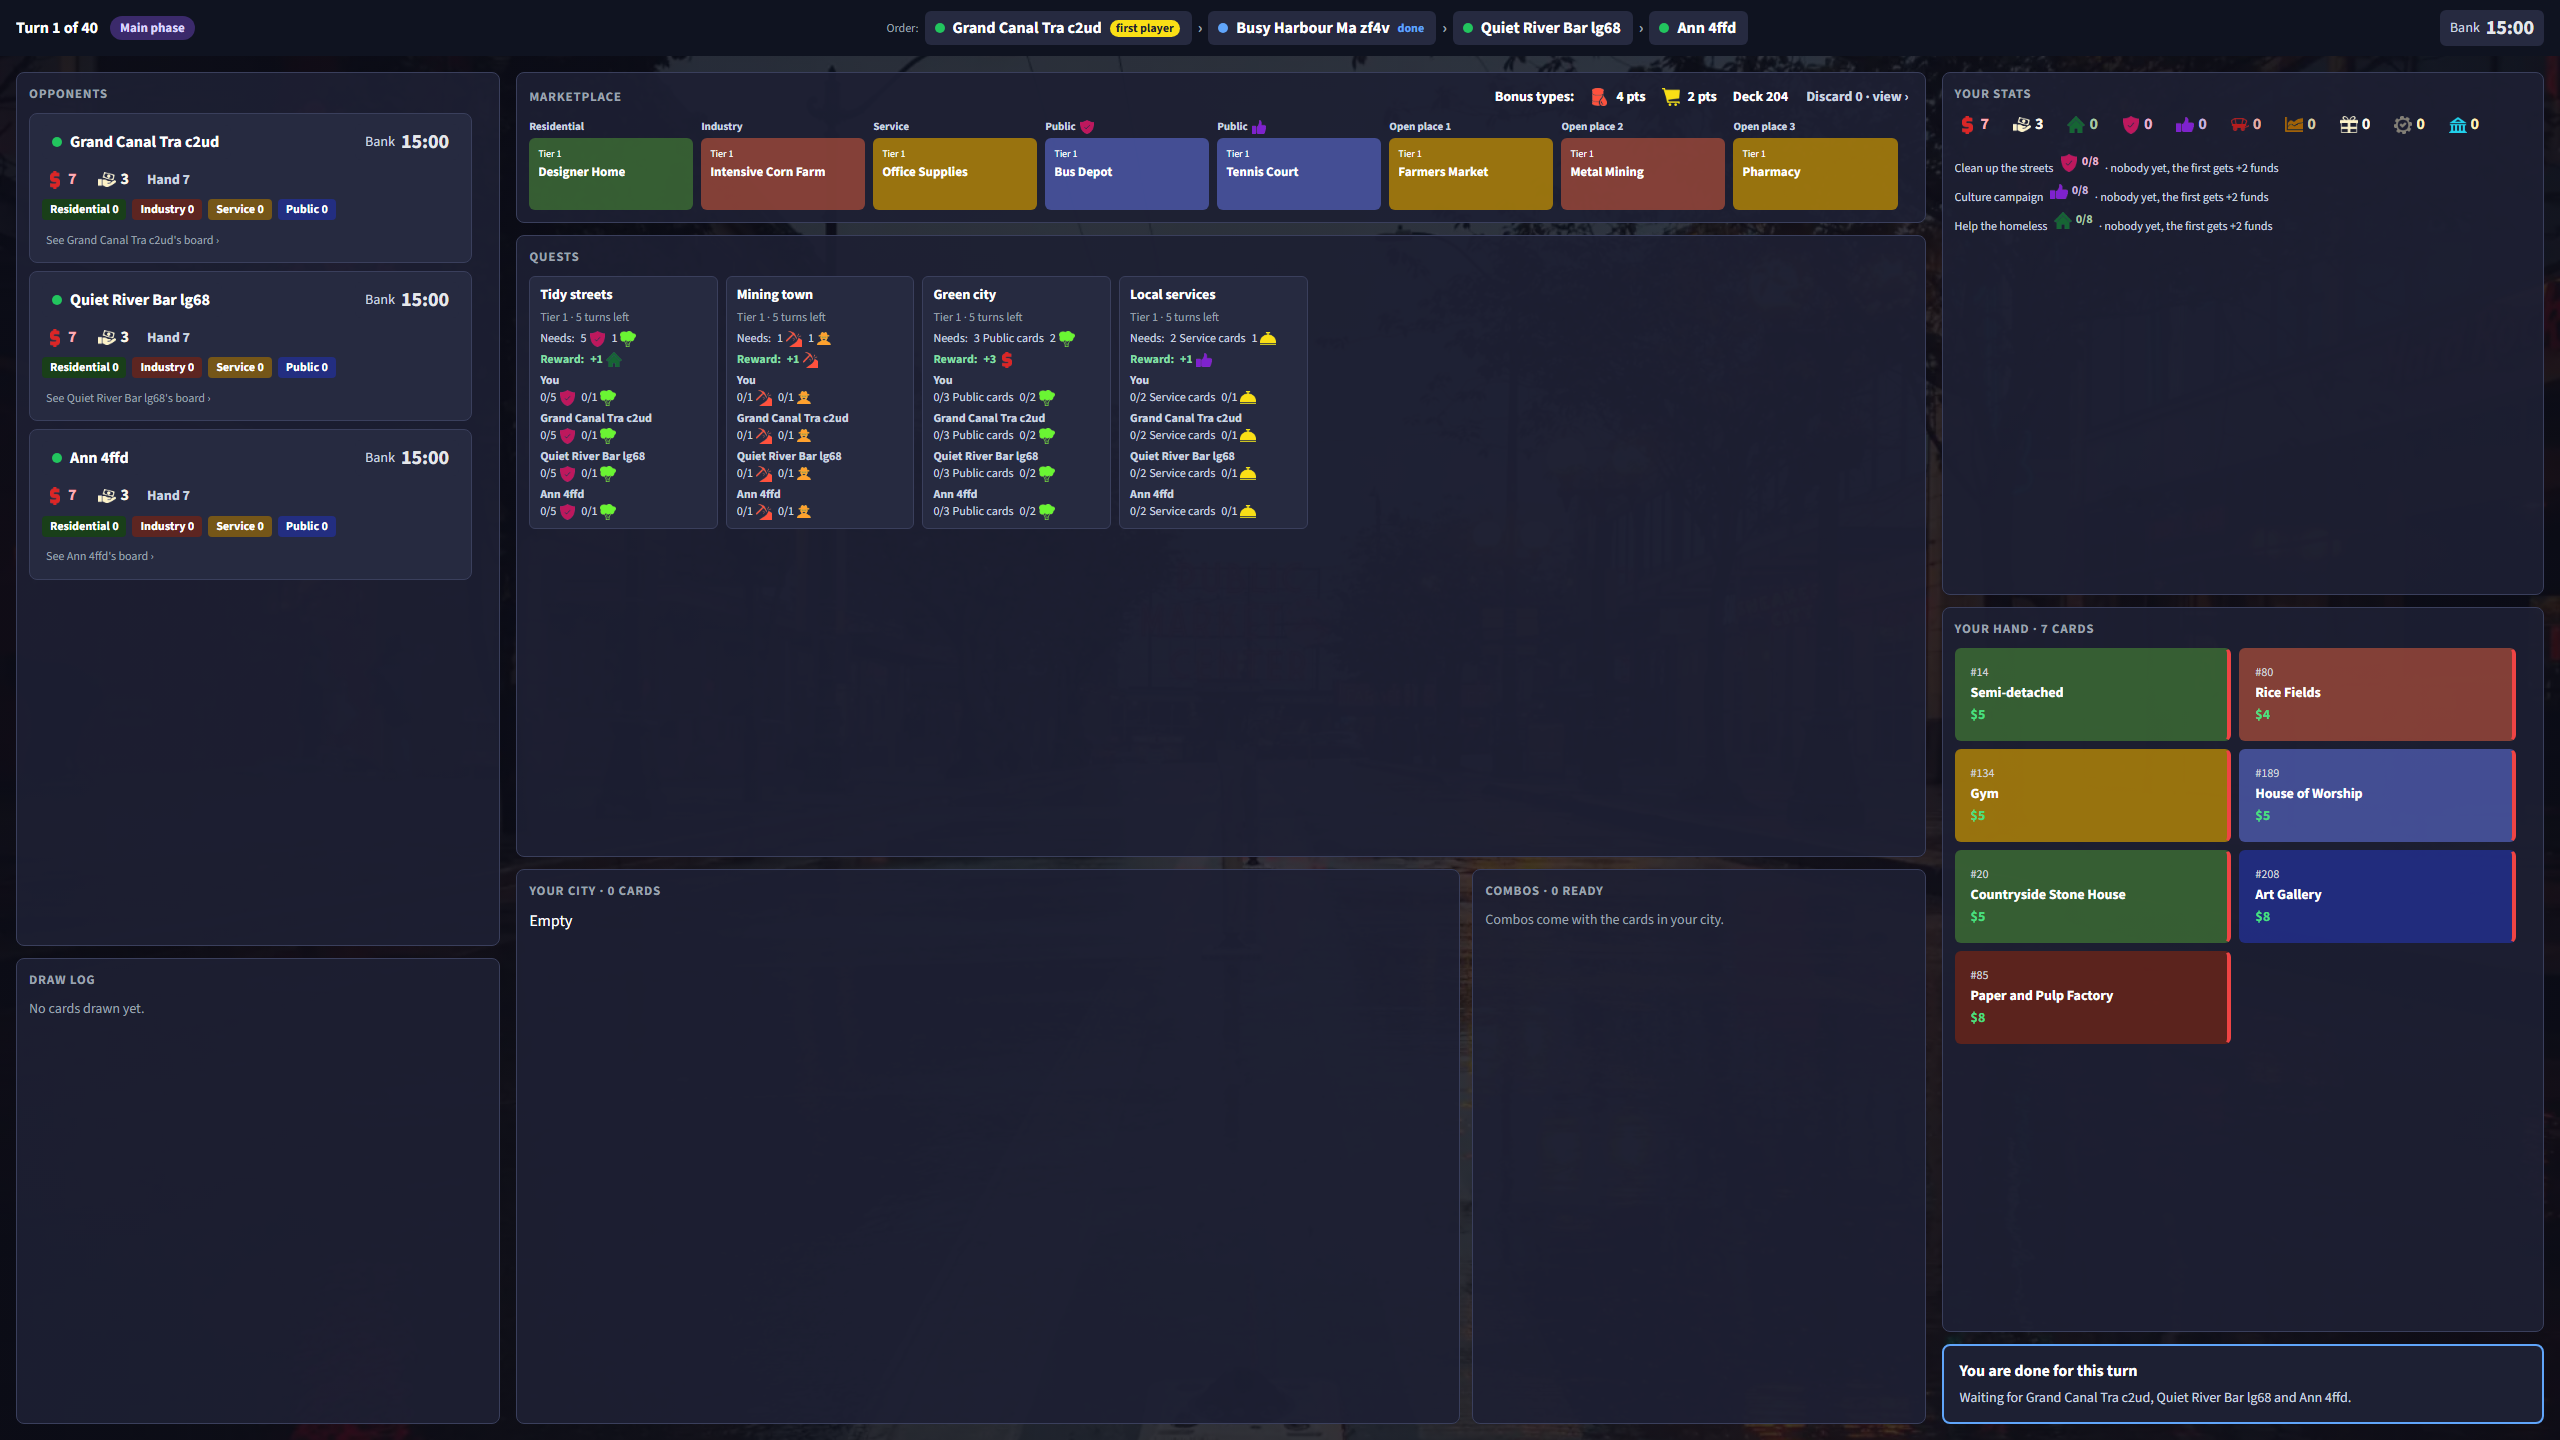 Turn 1 of 40
Main phase
Order:
Grand Canal Tra c2ud first player
›
Busy Harbour Ma zf4v done
›
Quiet River Bar lg68
›
Ann 4ffd
Bank 15:00
OPPONENTS
Grand Canal Tra c2ud
Bank 15:00
7 3 Hand 7
Residential 0 Industry 0 Service 0 Public 0
See Grand Canal Tra c2ud's board ›
Quiet River Bar lg68
Bank 15:00
7 3 Hand 7
Residential 0 Industry 0 Service 0 Public 0
See Quiet River Bar lg68's board ›
Ann 4ffd
Bank 15:00
7 3 Hand 7
Residential 0 Industry 0 Service 0 Public 0
See Ann 4ffd's board ›
DRAW LOG
No cards drawn yet.
MARKETPLACE
Bonus types: 4 pts 2 pts Deck 204 Discard 0 · view ›
Residential
Tier 1
Designer Home
Industry
Tier 1
Intensive Corn Farm
Service
Tier 1
Office Supplies
Public
Tier 1
Bus Depot
Public
Tier 1
Tennis Court
Open place 1
Tier 1
Farmers Market
Open place 2
Tier 1
Metal Mining
Open place 3
Tier 1
Pharmacy
QUESTS
Tidy streets
Tier 1 · 5 turns left
Needs: 5 1
Reward: +1
You
0/5 0/1
Grand Canal Tra c2ud
0/5 0/1
Quiet River Bar lg68
0/5 0/1
Ann 4ffd
0/5 0/1
Mining town
Tier 1 · 5 turns left
Needs: 1 1
Reward: +1
You
0/1 0/1
Grand Canal Tra c2ud
0/1 0/1
Quiet River Bar lg68
0/1 0/1
Ann 4ffd
0/1 0/1
Green city
Tier 1 · 5 turns left
Needs: 3 Public cards 2
Reward: +3
You
0/3 Public cards 0/2
Grand Canal Tra c2ud
0/3 Public cards 0/2
Quiet River Bar lg68
0/3 Public cards 0/2
Ann 4ffd
0/3 Public cards 0/2
Local services
Tier 1 · 5 turns left
Needs: 2 Service cards 1
Reward: +1
You
0/2 Service cards 0/1
Grand Canal Tra c2ud
0/2 Service cards 0/1
Quiet River Bar lg68
0/2 Service cards 0/1
Ann 4ffd
0/2 Service cards 0/1
YOUR CITY · 0 CARDS
Empty
COMBOS · 0 READY
Combos come with the cards in your city.
YOUR STATS
7 3 0 0 0 0 0 0 0 0
Clean up the streets 0/8 · nobody yet, the first gets +2 funds
Culture campaign 0/8 · nobody yet, the first gets +2 funds
Help the homeless 0/8 · nobody yet, the first gets +2 funds
YOUR HAND · 7 CARDS
#14
Semi-detached
$5
#80
Rice Fields
$4
#134
Gym
$5
#189
House of Worship
$5
#20
Countryside Stone House
$5
#208
Art Gallery
$8
#85
Paper and Pulp Factory
$8
You are done for this turn
Waiting for Grand Canal Tra c2ud, Quiet River Bar lg68 and Ann 4ffd.